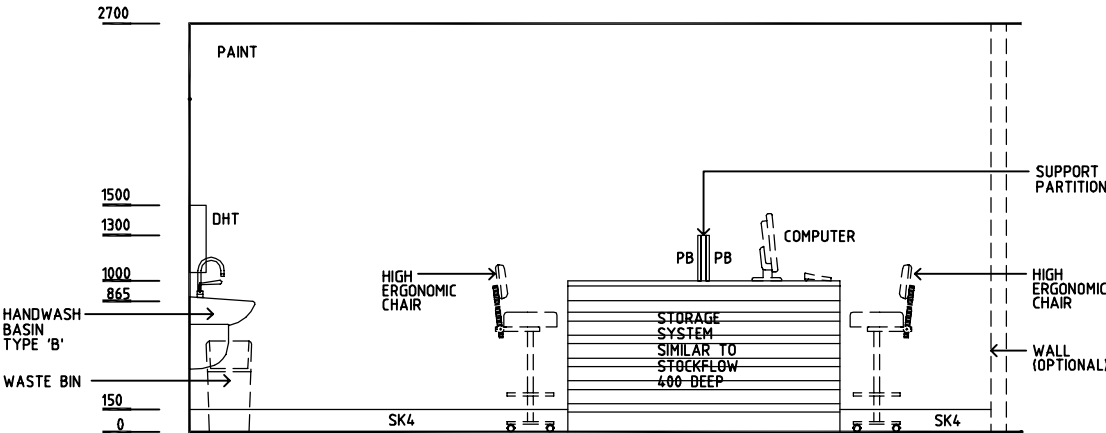 2700
PAINT
1500
DHT
1300
1000
865
HANDWASH
BASIN
TYPE 'B'
WASTE BIN
150
0
SK4
HIGH
ERGONOMIC
CHAIR
PB
PB
COMPUTER
STORAGE
SYSTEM
SIMILAR TO
STOCKFLOW
400 DEEP
SUPPORT
PARTITION
HIGH
ERGONOMIC
CHAIR
WALL
(OPTIONAL)
SK4